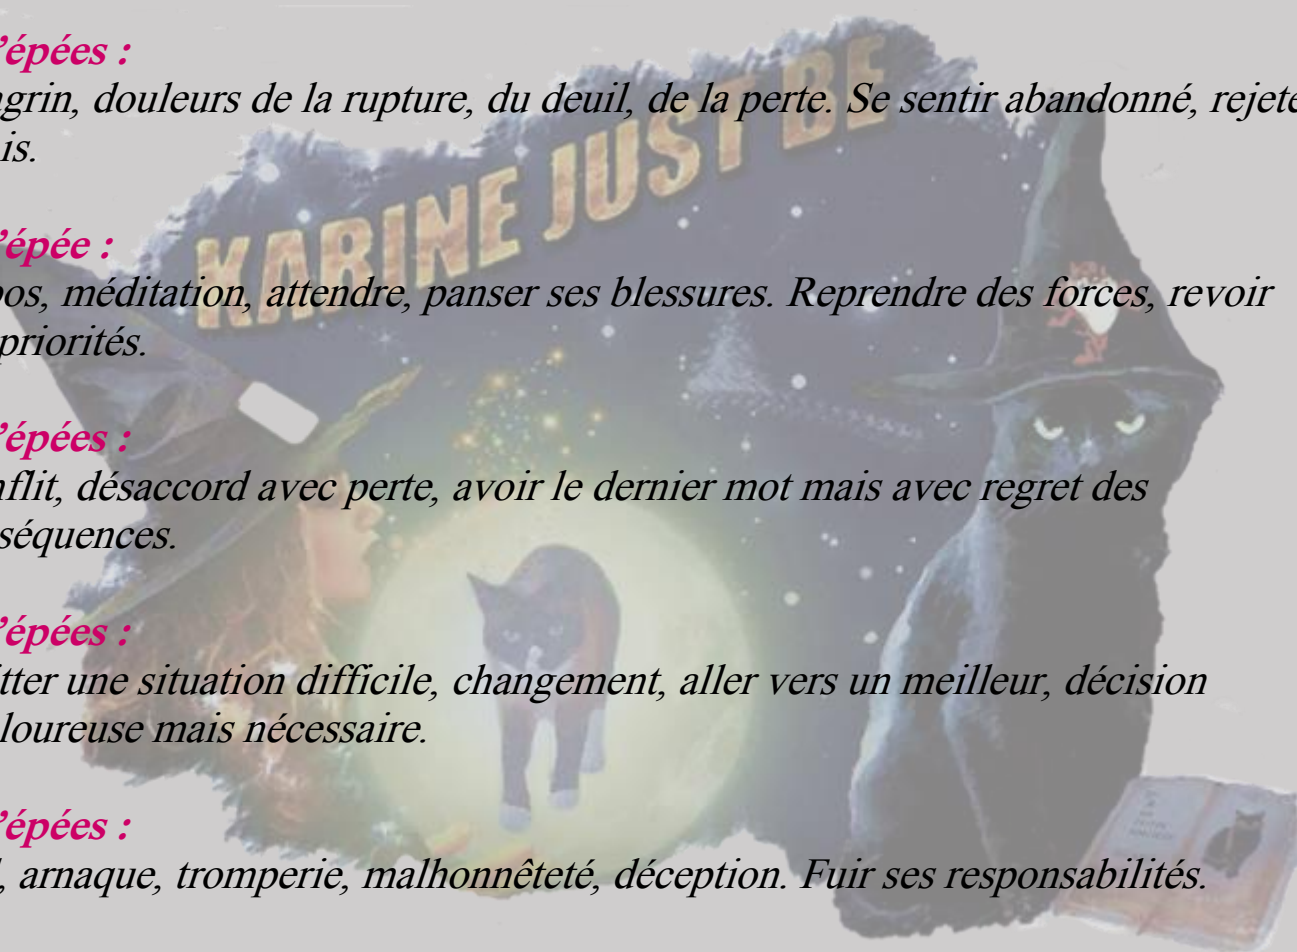 'épées :
grin, douleurs de la rupture, du deuil, de la perte. Se sentir abandonné, rejeté
is.
'épée :
os, méditation, attendre, panser ses blessures. Reprendre des forces, revoir
priorités.
'épées :
nflit, désaccord avec perte, avoir le dernier mot mais avec regret des
séquences.
'épées :
tter une situation difficile, changement, aller vers un meilleur, décision
loureuse mais nécessaire.
'épées :
, arnaque, tromperie, malhonnêteté, déception. Fuir ses responsabilités.
KARINE JUST BE